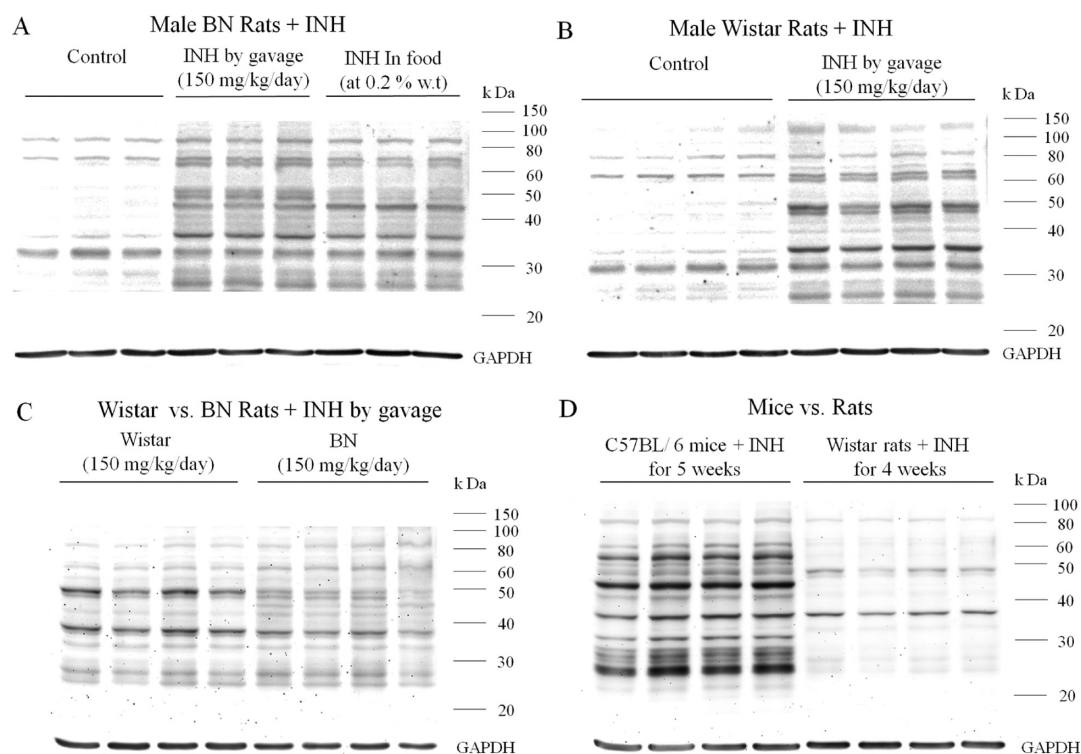 A
Male BN Rats + INH
Control
INH by gavage
(150 mg/kg/day)
INH In food
(at 0.2 % w.t)
k Da
150
100
80
60
50
40
30
20
GAPDH
B
Male Wistar Rats + INH
Control
INH by gavage
(150 mg/kg/day)
k Da
150
100
80
60
50
40
30
20
GAPDH
C
Wistar vs. BN Rats + INH by gavage
Wistar
(150 mg/kg/day)
BN
(150 mg/kg/day)
k Da
150
100
80
60
50
40
30
20
GAPDH
D
Mice vs. Rats
C57BL/ 6 mice + INH
for 5 weeks
Wistar rats + INH
for 4 weeks
k Da
100
80
60
50
40
30
20
GAPDH